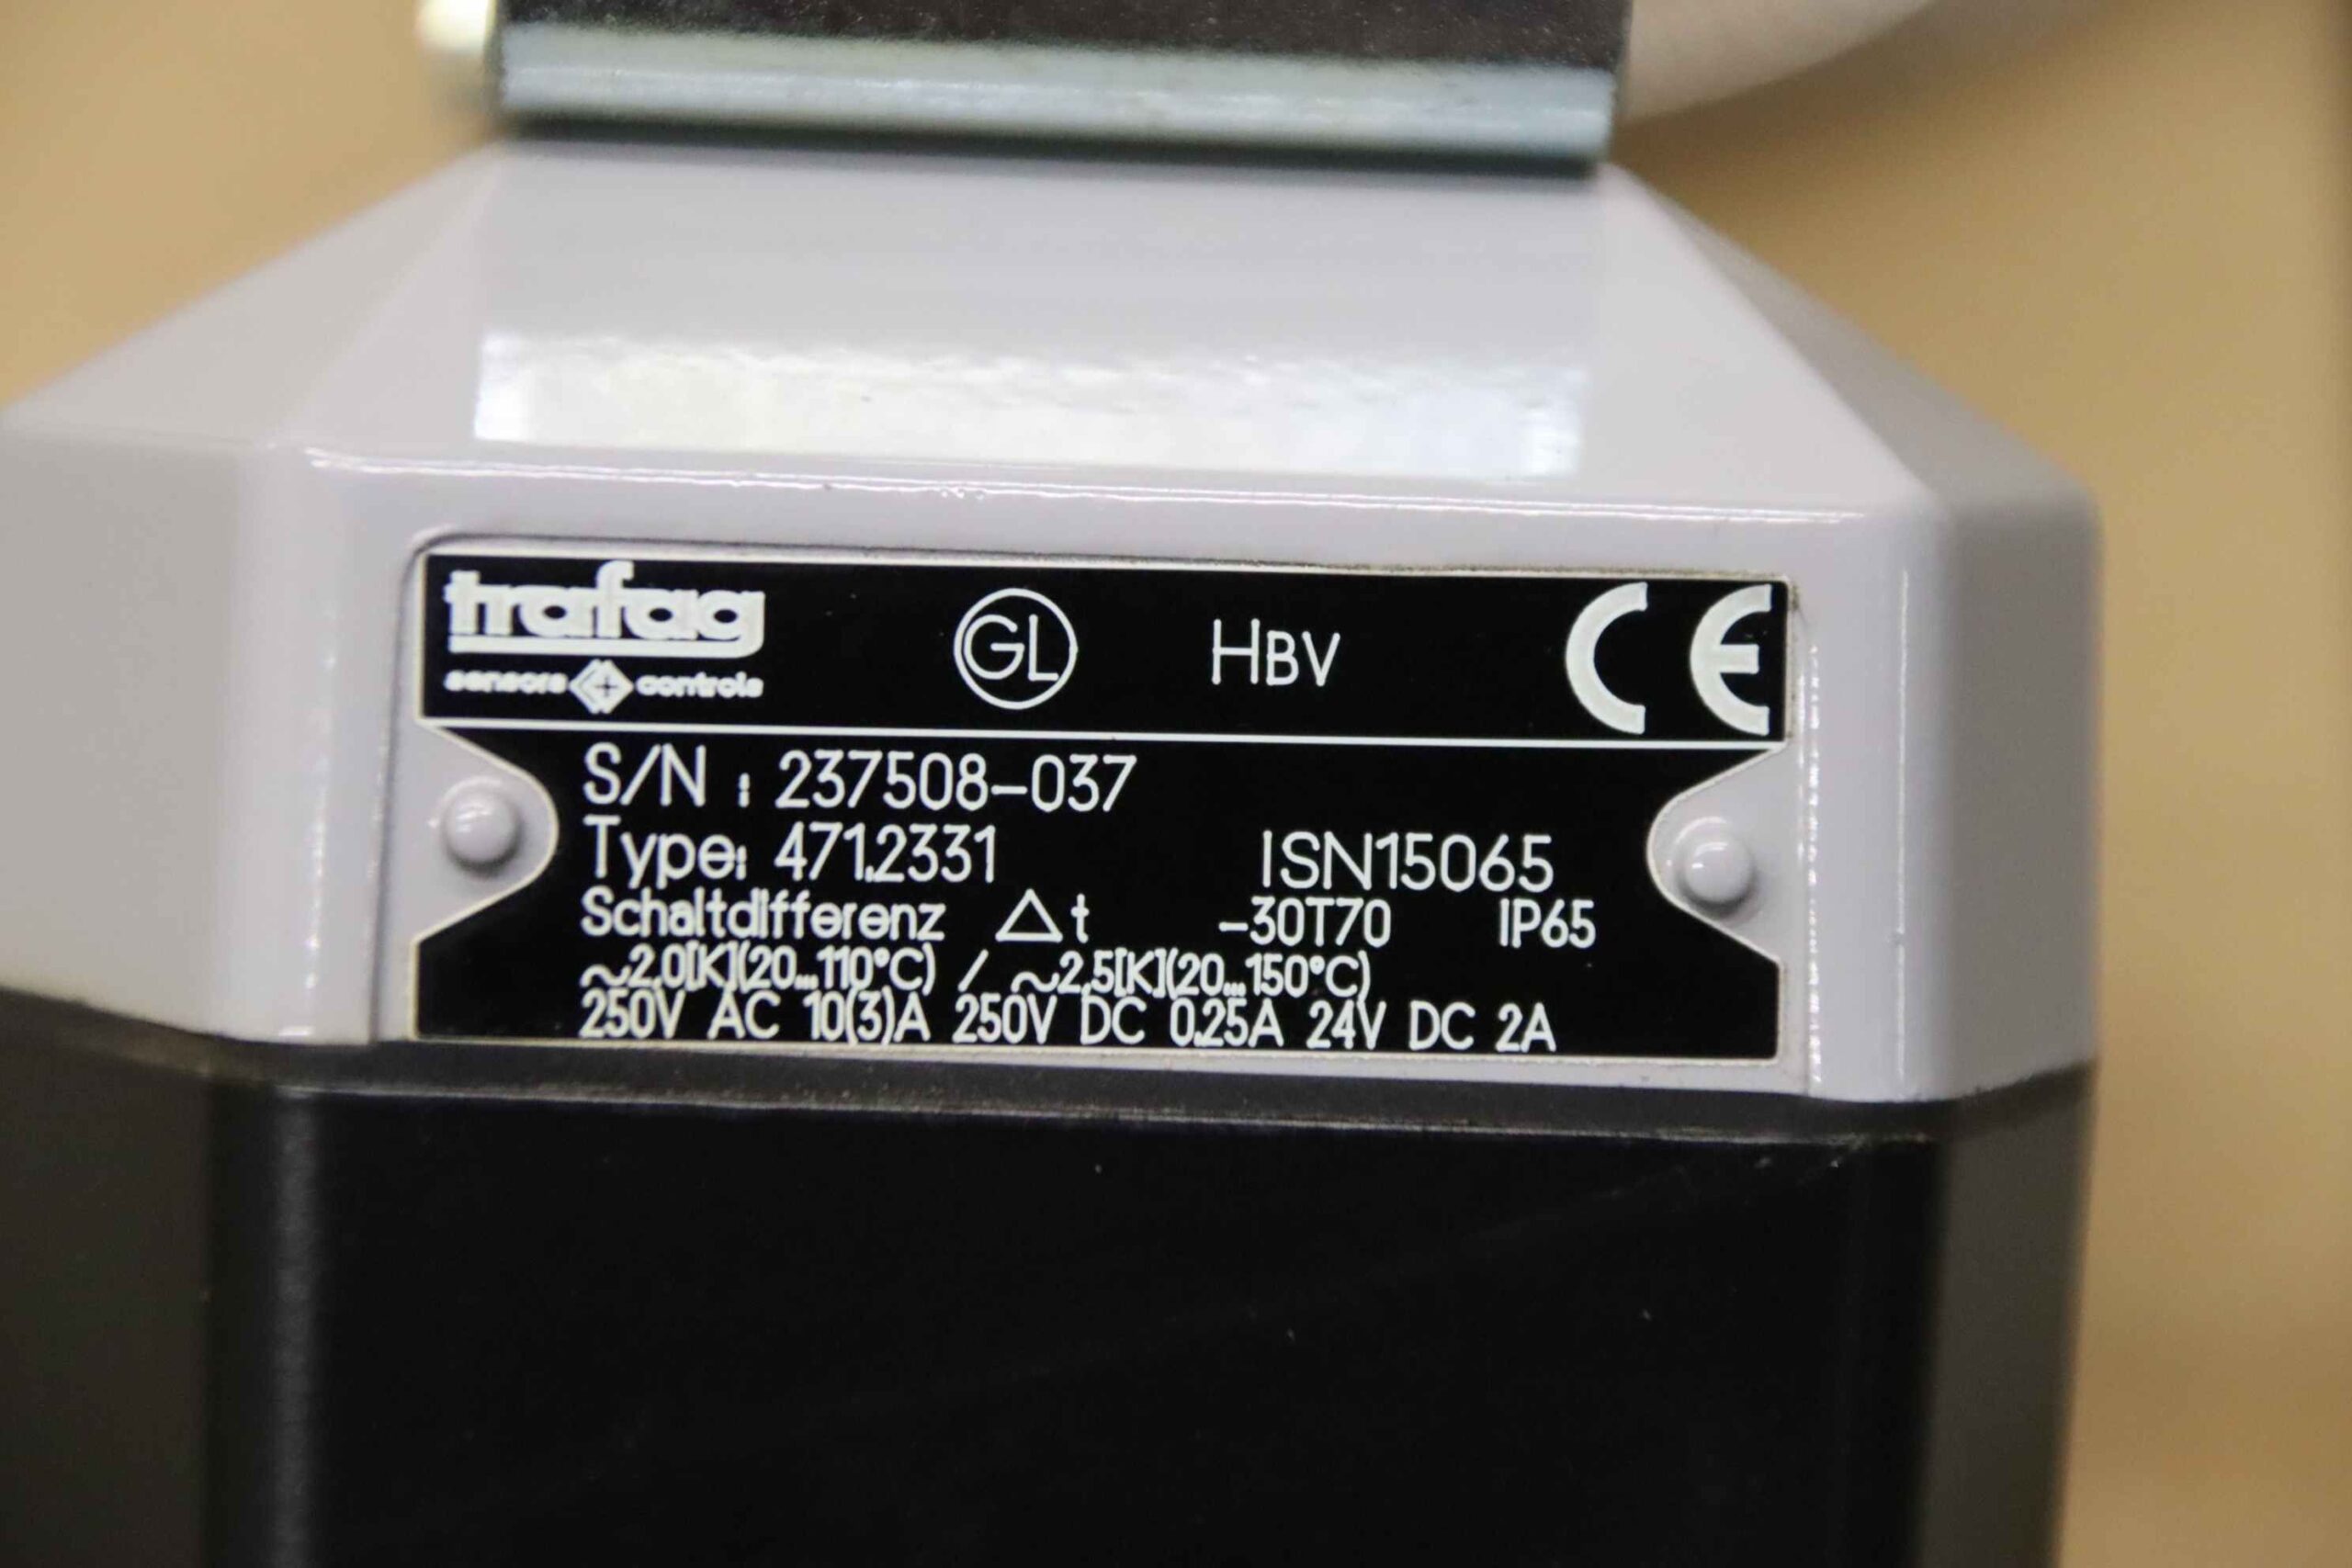 trafag
sensors controls
GL HBV CE
S/N : 237508-037
Type: 471.2331 ISN15065
Schaltdifferenz △t -30T70 IP65
~2.0[K](20...110°C) / ~2.5[K](20...150°C)
250V AC 10(3)A 250V DC 0.25A 24V DC 2A